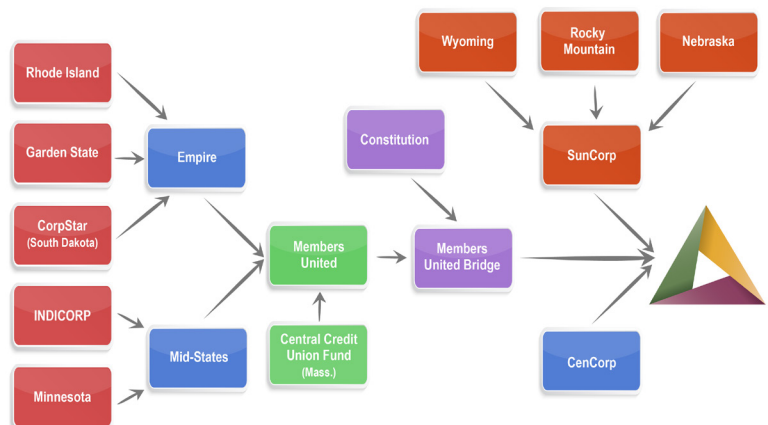 Rhode Island
Garden State
CorpStar
(South Dakota)
INDICORP
Minnesota
Empire
Mid-States
Members
United
Central Credit
Union Fund
(Mass.)
Constitution
Members
United Bridge
Wyoming
Rocky
Mountain
Nebraska
SunCorp
CenCorp